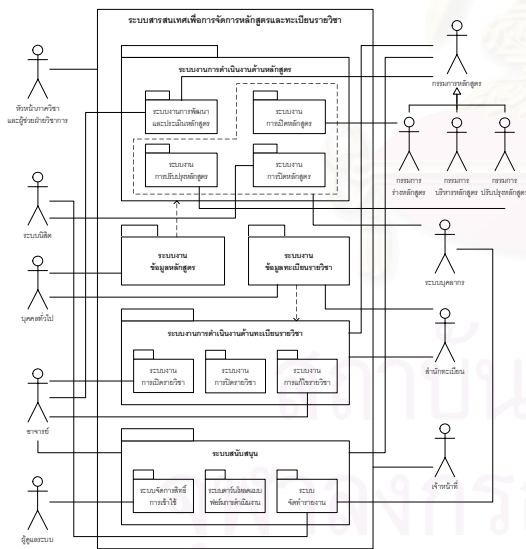 ระบบสารสนเทศเพื่อการจัดการหลักสูตรและทะเบียนรายวิชา
ระบบงานการดำเนินงานด้านหลักสูตร
ระบบงานการพัฒนา
และประเมินหลักสูตร
ระบบงาน
การเปิดหลักสูตร
ระบบงาน
การปรับปรุงหลักสูตร
ระบบงาน
การปิดหลักสูตร
ระบบงาน
ข้อมูลหลักสูตร
ระบบงาน
ข้อมูลทะเบียนรายวิชา
ระบบงานการดำเนินงานด้านทะเบียนรายวิชา
ระบบงาน
การเปิดรายวิชา
ระบบงาน
การปิดรายวิชา
ระบบงาน
การแก้ไขรายวิชา
ระบบสนับสนุน
ระบบจัดการสิทธิ์
การเข้าใช้
ระบบดาวน์โหลดแบบ
ฟอร์มการดำเนินงาน
ระบบ
จัดทำรายงาน
หัวหน้าภาควิชา
และผู้ช่วยฝ่ายวิชาการ
ระบบนิสิต
บุคคลทั่วไป
อาจารย์
ผู้ดูแลระบบ
กรรมการหลักสูตร
กรรมการ
ร่างหลักสูตร
กรรมการ
บริหารหลักสูตร
กรรมการ
ปรับปรุงหลักสูตร
ระบบบุคลากร
สำนักทะเบียน
เจ้าหน้าที่
สถาบัน